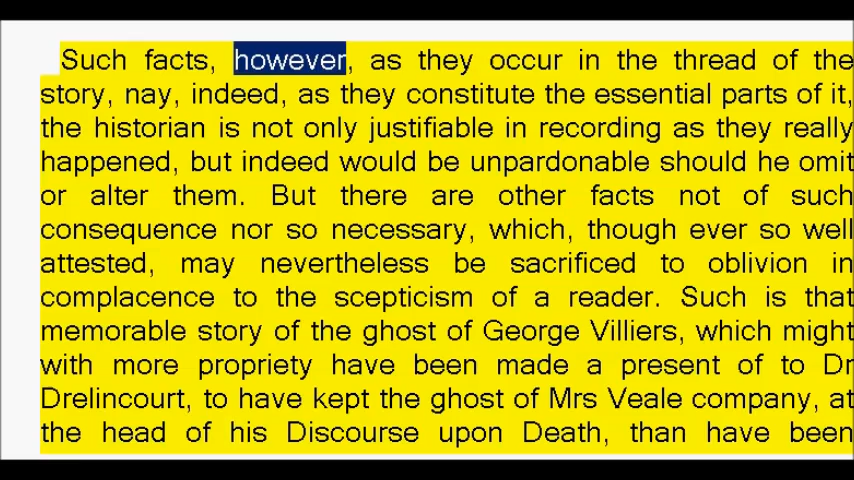 Such facts, however, as they occur in the thread of the
story, nay, indeed, as they constitute the essential parts of it,
the historian is not only justifiable in recording as they really
happened, but indeed would be unpardonable should he omit
or alter them. But there are other facts not of such
consequence nor so necessary, which, though ever so well
attested, may nevertheless be sacrificed to oblivion in
complacence to the scepticism of a reader. Such is that
memorable story of the ghost of George Villiers, which might
with more propriety have been made a present of to Dr
Drelincourt, to have kept the ghost of Mrs Veale company, at
the head of his Discourse upon Death, than have been